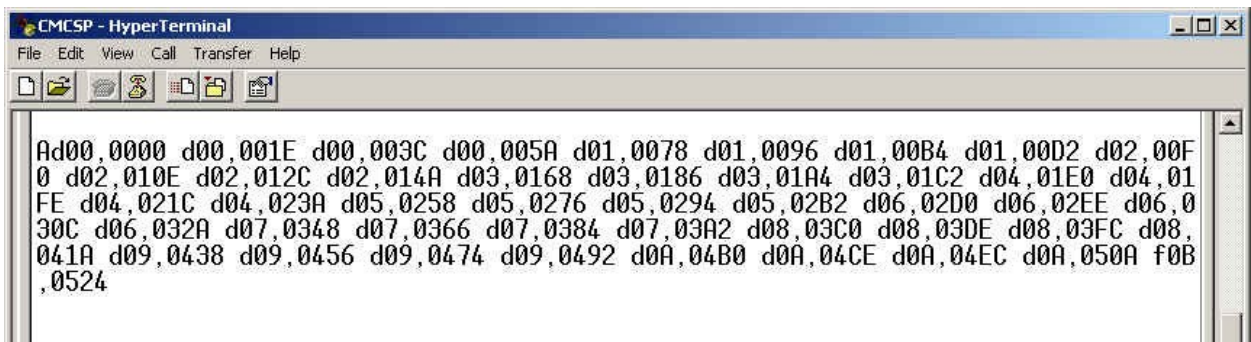 CMCSP - HyperTerminal
File Edit View Call Transfer Help
Ad00,0000 d00,001E d00,003C d00,005A d01,0078 d01,0096 d01,00B4 d01,00D2 d02,00F
0 d02,010E d02,012C d02,014A d03,0168 d03,0186 d03,01A4 d03,01C2 d04,01E0 d04,01
FE d04,021C d04,023A d05,0258 d05,0276 d05,0294 d05,02B2 d06,02D0 d06,02EE d06,0
30C d06,032A d07,0348 d07,0366 d07,0384 d07,03A2 d08,03C0 d08,03DE d08,03FC d08,
041A d09,0438 d09,0456 d09,0474 d09,0492 d0A,04B0 d0A,04CE d0A,04EC d0A,050A f0B
,0524